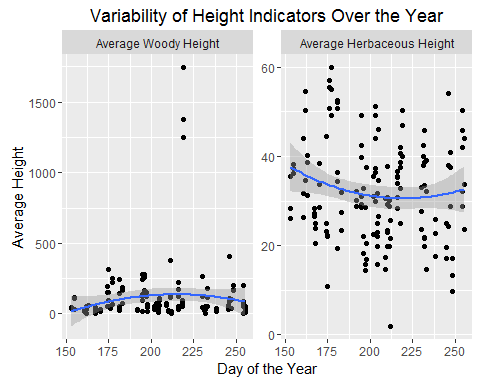 Variability of Height Indicators Over the Year
Average Woody Height
Average Herbaceous Height
Average Height
1500
1000
500
0
60
40
20
0
150 175 200 225 250
150 175 200 225 250
Day of the Year